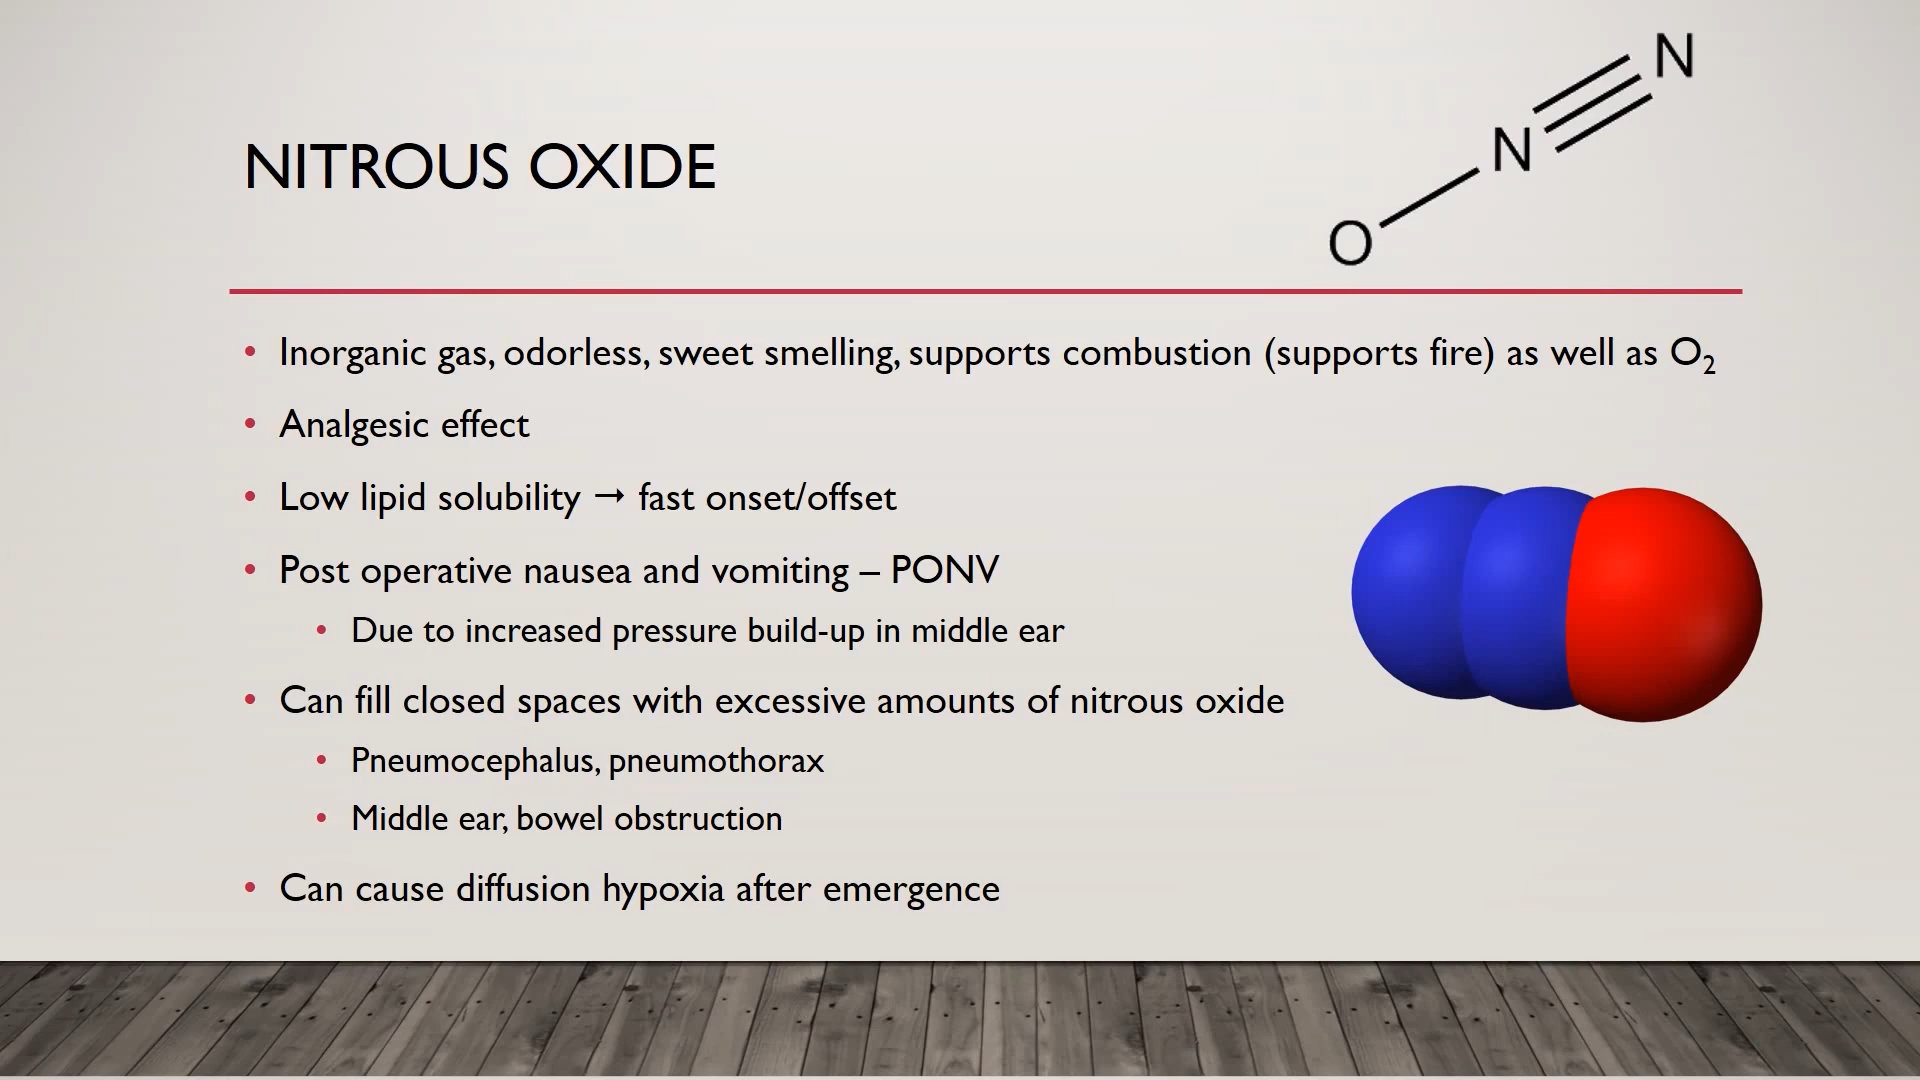 N
N
O
NITROUS OXIDE
• Inorganic gas, odorless, sweet smelling, supports combustion (supports fire) as well as O₂
• Analgesic effect
• Low lipid solubility → fast onset/offset
• Post operative nausea and vomiting – PONV
• Due to increased pressure build-up in middle ear
• Can fill closed spaces with excessive amounts of nitrous oxide
• Pneumocephalus, pneumothorax
• Middle ear, bowel obstruction
• Can cause diffusion hypoxia after emergence